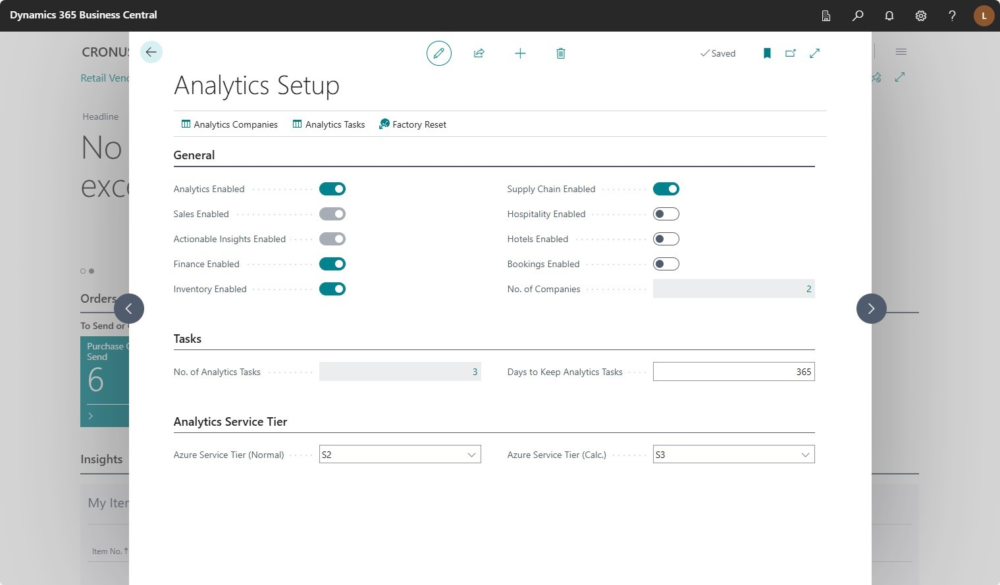 Dynamics 365 Business Central
L
CRONUS
Retail Vend
Saved
Analytics Setup
Headline
Analytics Companies
Analytics Tasks
Factory Reset
No
exce
General
Analytics Enabled
Supply Chain Enabled
Sales Enabled
Hospitality Enabled
Actionable Insights Enabled
Hotels Enabled
Finance Enabled
Bookings Enabled
Inventory Enabled
No. of Companies
2
Orders
To Send or
Purchase
Send
6
Tasks
No. of Analytics Tasks
3
Days to Keep Analytics Tasks
365
Analytics Service Tier
Azure Service Tier (Normal)
S2
Azure Service Tier (Calc.)
S3
Insights
My Iter
Item No.